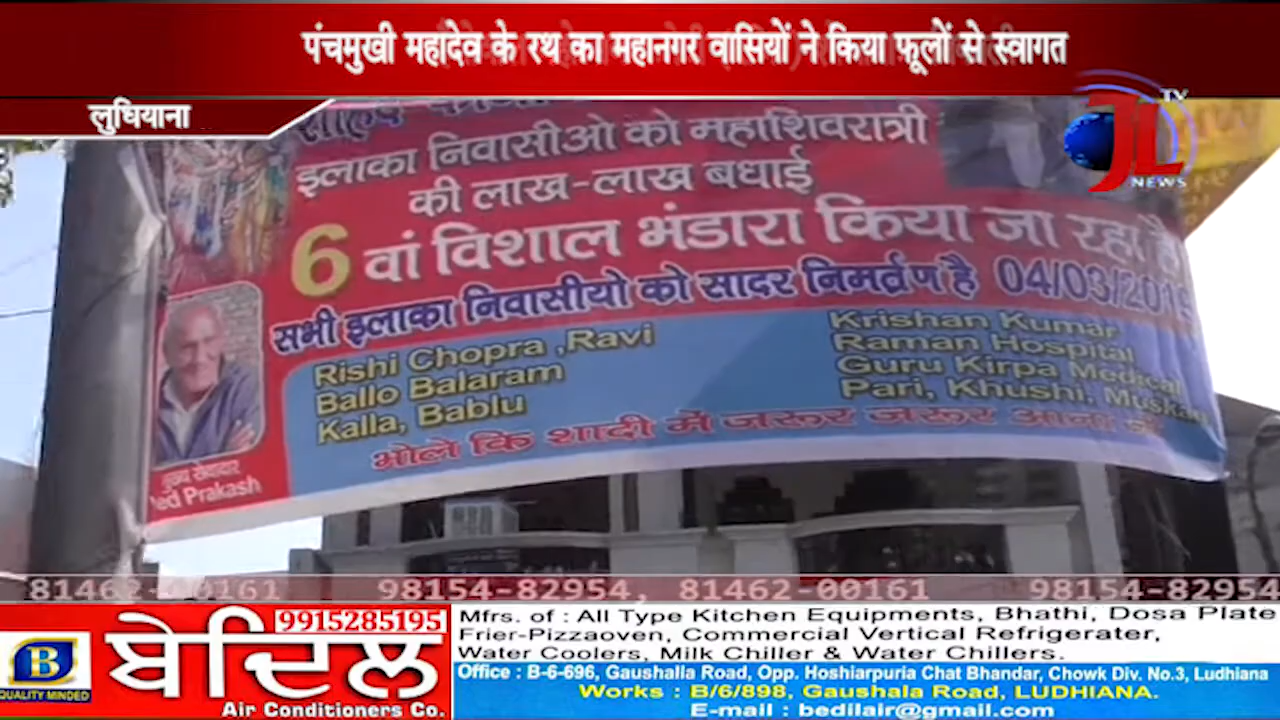 पंचमुखी महादेव के रथ का महानगर वासियों ने किया फूलों से स्वागत
लुधियाना
JL TV NEWS
इलाका निवासीओ को महाशिवरात्री
की लाख-लाख बधाई
6 वां विशाल भंडारा किया जा रहा है
सभी इलाका निवासीयो को सादर निमर्त्रण है 04/03/2019
Rishi Chopra ,Ravi
Ballo Balaram
Kalla, Bablu
Krishan Kumar
Raman Hospital
Guru Kirpa Medical
Pari, Khushi, Muskan
भोले कि शादी में जरूर जरूर आना जी
मुख्य सेवादार
Ved Prakash
81462-00161 98154-82954, 81462-00161 98154-82954
B
QUALITY MINDED
9915285195
बेदिल
Air Conditioners Co.
Mfrs. of : All Type Kitchen Equipments, Bhathi, Dosa Plate
Frier-Pizzaoven, Commercial Vertical Refrigerater,
Water Coolers, Milk Chiller & Water Chillers.
Office : B-6-696, Gaushalla Road, Opp. Hoshiarpuria Chat Bhandar, Chowk Div. No.3, Ludhiana
Works : B/6/898, Gaushala Road, LUDHIANA.
E-mail : bedilair@gmail.com